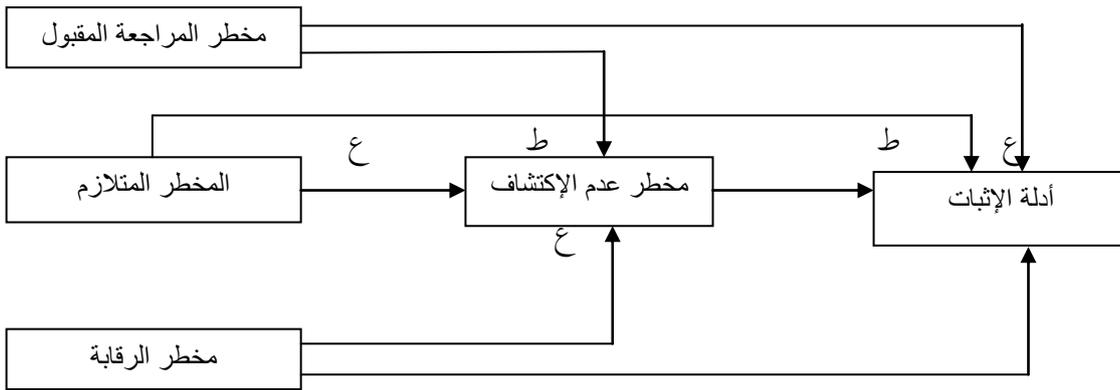 مخطر المراجعة المقبول
ع
ط
ط
ع
المخطر المتلازم
مخطر عدم الإكتشاف
أدلة الإثبات
ع
مخطر الرقابة